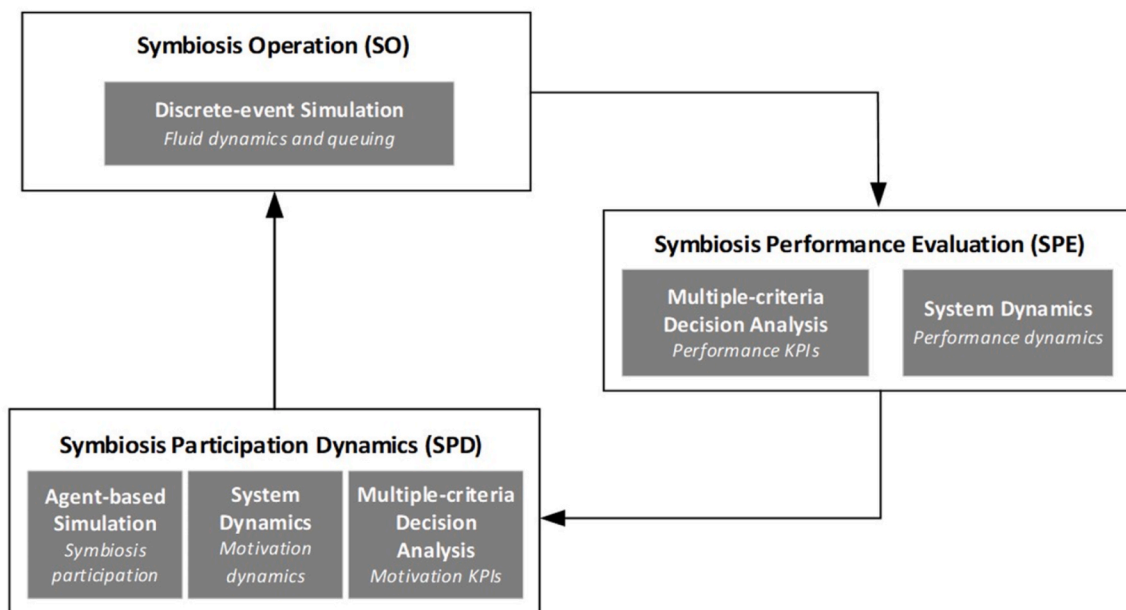 Symbiosis Operation (SO)
Discrete-event Simulation
Fluid dynamics and queuing
Symbiosis Performance Evaluation (SPE)
Multiple-criteria
Decision Analysis
Performance KPIs
System Dynamics
Performance dynamics
Symbiosis Participation Dynamics (SPD)
Agent-based
Simulation
Symbiosis
participation
System
Dynamics
Motivation
dynamics
Multiple-criteria
Decision
Analysis
Motivation KPIs